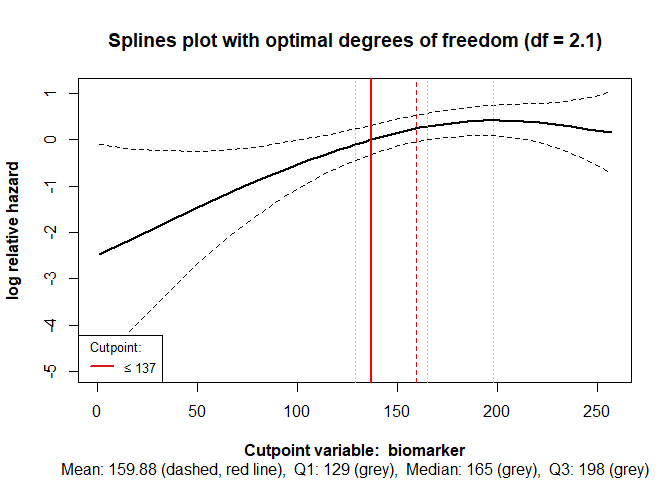 Splines plot with optimal degrees of freedom (df = 2.1)
log relative hazard
1
0
-1
-2
-3
-4
-5
Cutpoint:
≤ 137
0 50 100 150 200 250
Cutpoint variable: biomarker
Mean: 159.88 (dashed, red line), Q1: 129 (grey), Median: 165 (grey), Q3: 198 (grey)